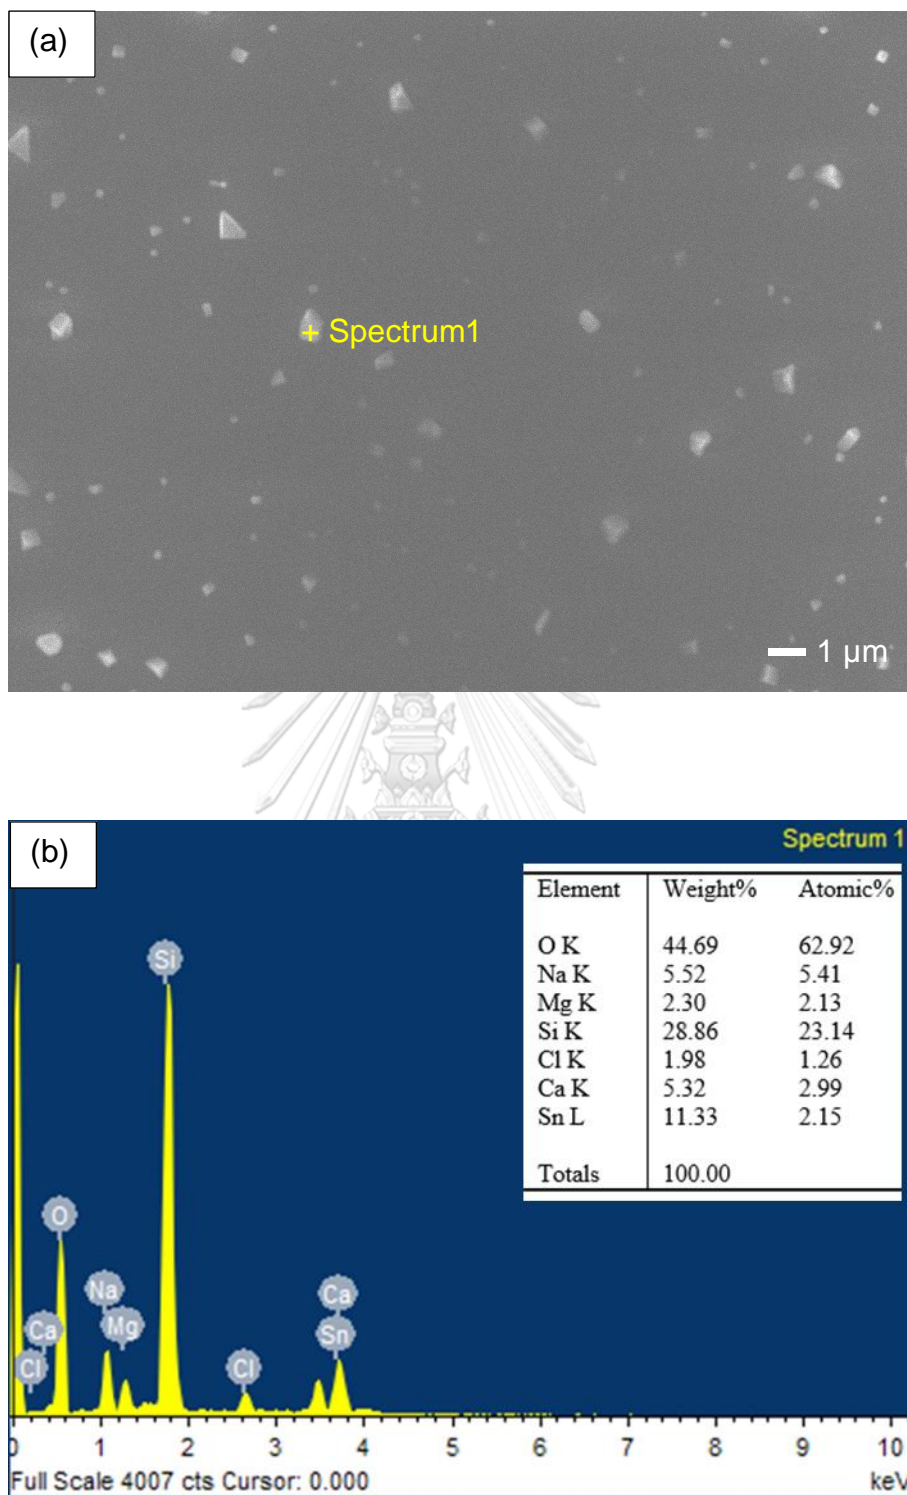 (a)
+ Spectrum1
1 µm
(b)
Spectrum 1
Element Weight% Atomic%
O K 44.69 62.92
Na K 5.52 5.41
Mg K 2.30 2.13
Si K 28.86 23.14
Cl K 1.98 1.26
Ca K 5.32 2.99
Sn L 11.33 2.15
Totals 100.00
Si
O
Na
Ca
Ca
Mg
Sn
Cl
Cl
0 1 2 3 4 5 6 7 8 9 10
Full Scale 4007 cts Cursor: 0.000 keV